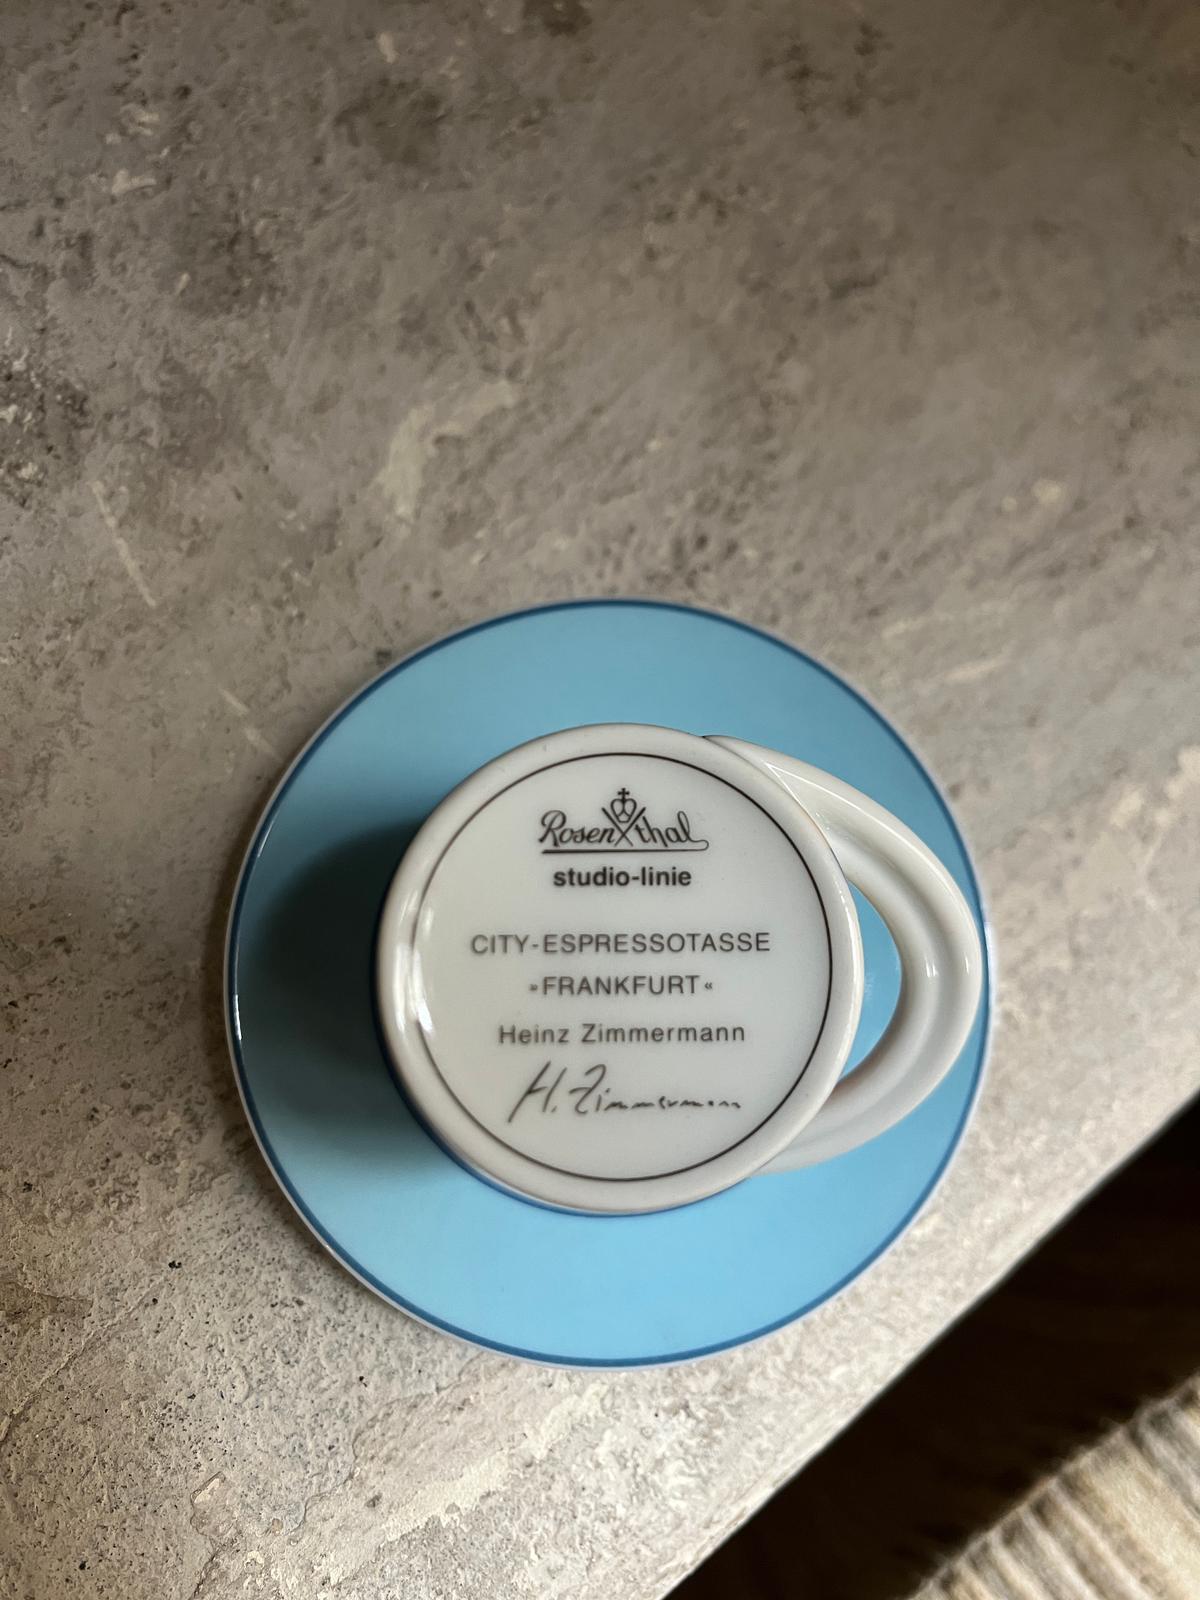 Rosenthal
studio-linie
CITY-ESPRESSOTASSE
»FRANKFURT«
Heinz Zimmermann
H. Zimmermann